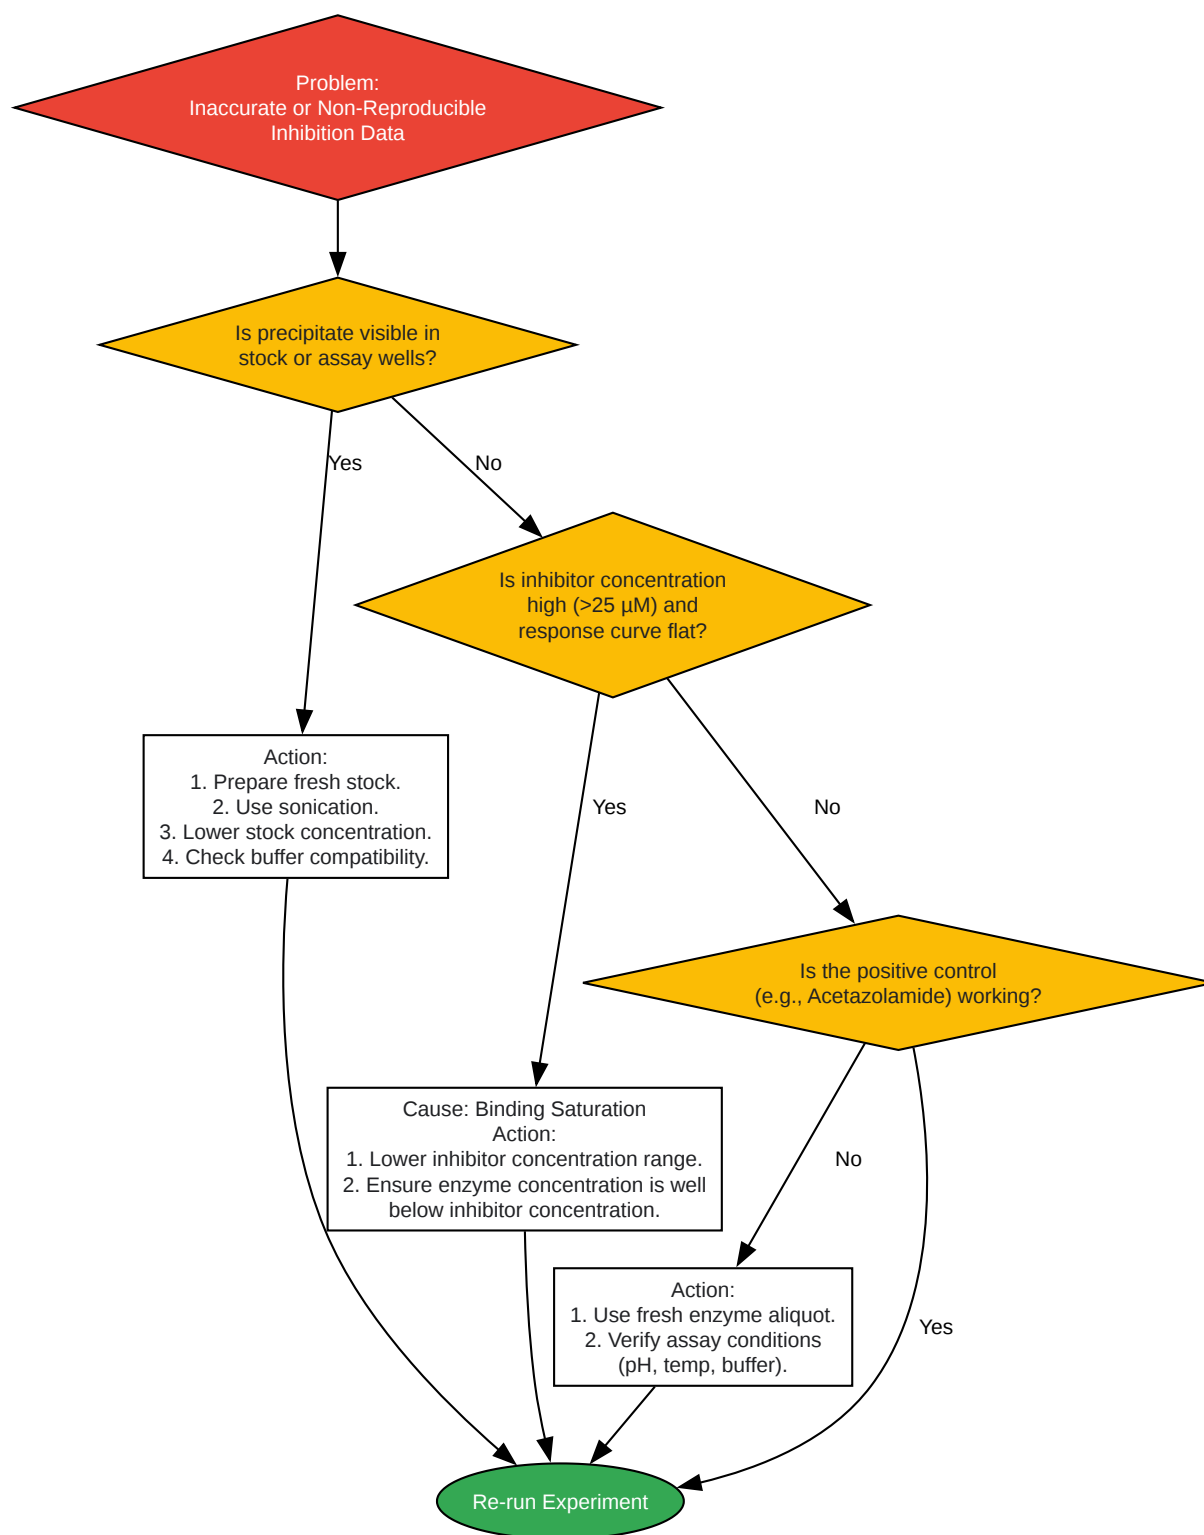 Problem:
Inaccurate or Non-Reproducible
Inhibition Data
Is precipitate visible in
stock or assay wells?
Yes
No
Is inhibitor concentration
high (>25 µM) and
response curve flat?
Action:
1. Prepare fresh stock.
2. Use sonication.
3. Lower stock concentration.
4. Check buffer compatibility.
Yes
No
Is the positive control
(e.g., Acetazolamide) working?
Cause: Binding Saturation
Action:
1. Lower inhibitor concentration range.
2. Ensure enzyme concentration is well
below inhibitor concentration.
No
Action:
1. Use fresh enzyme aliquot.
2. Verify assay conditions
(pH, temp, buffer).
Yes
Re-run Experiment